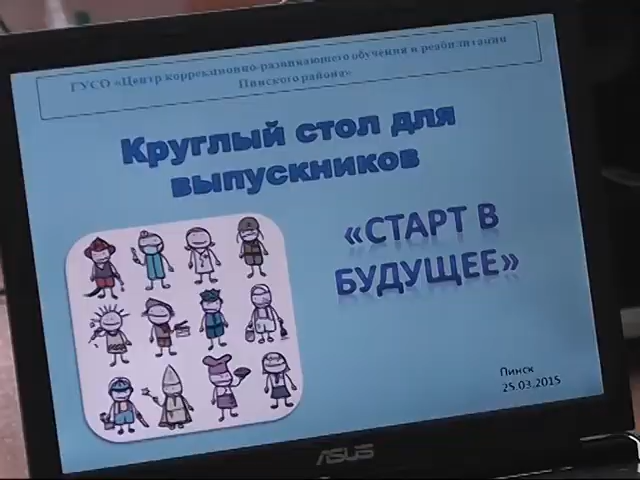 ГУСО «Центр коррекционно-развивающего обучения и реабилитации
Пинского района»
Круглый стол для
выпускников
«СТАРТ В
БУДУЩЕЕ»
Пинск
25.03.2015
ASUS